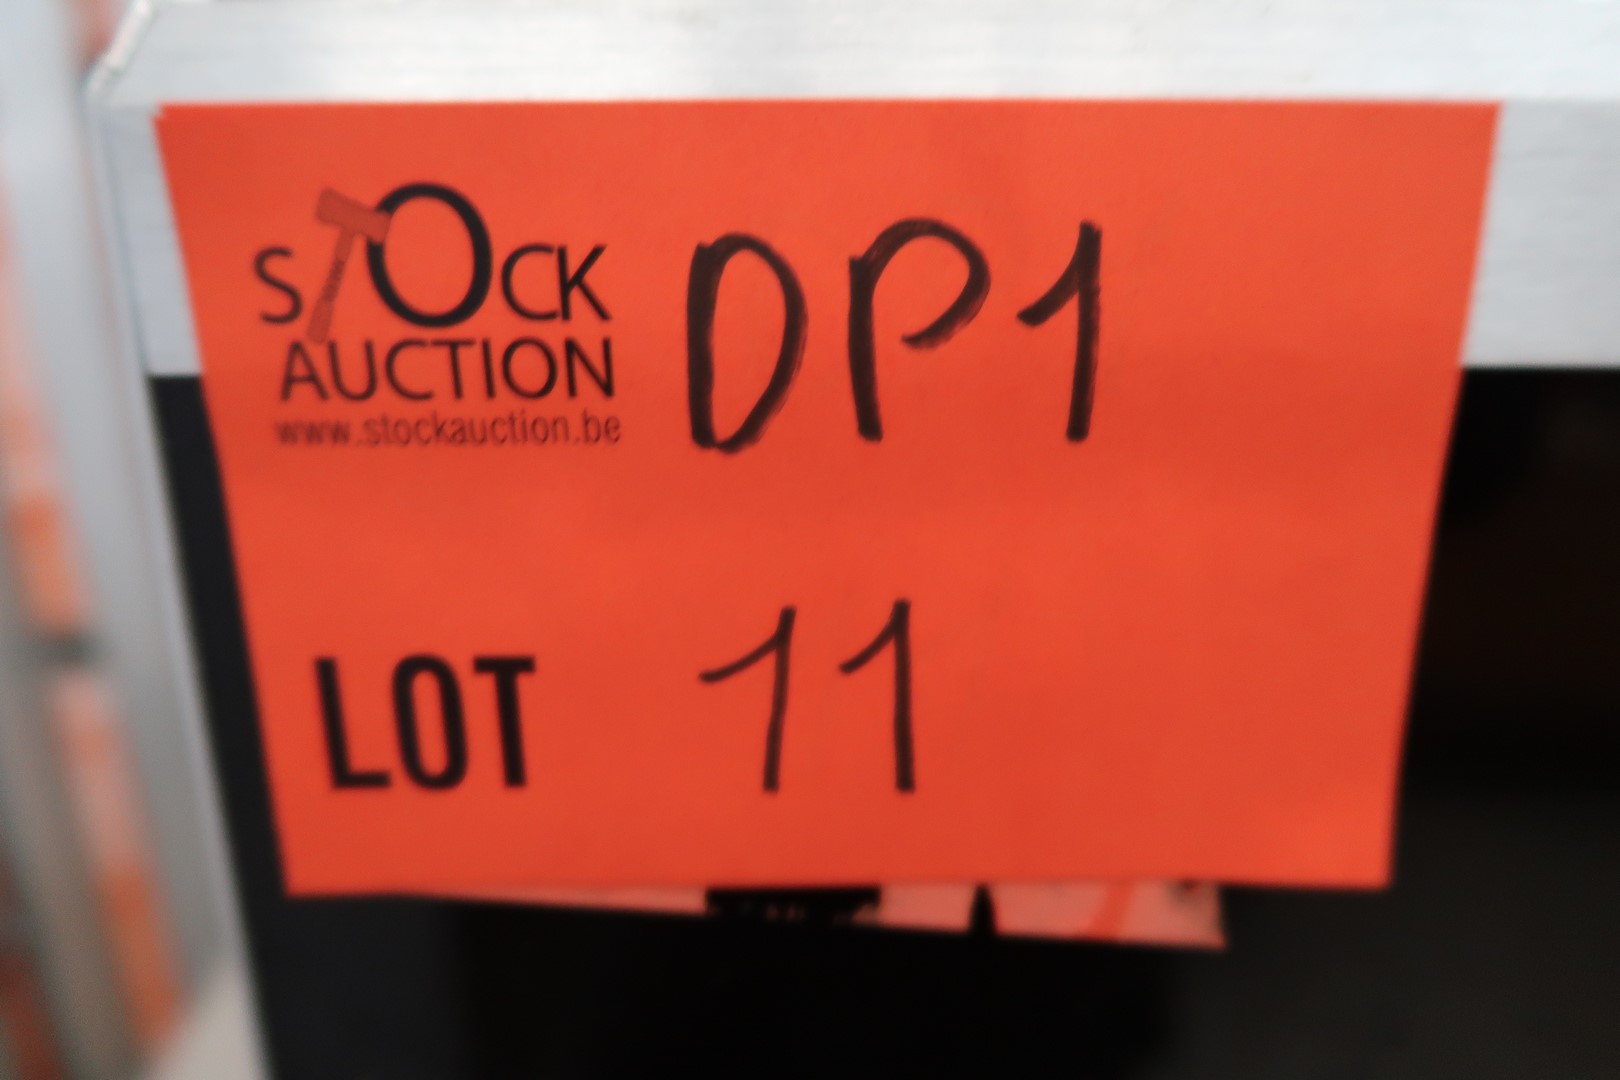 STOCK DP1
AUCTION
www.stockauction.be
LOT 11